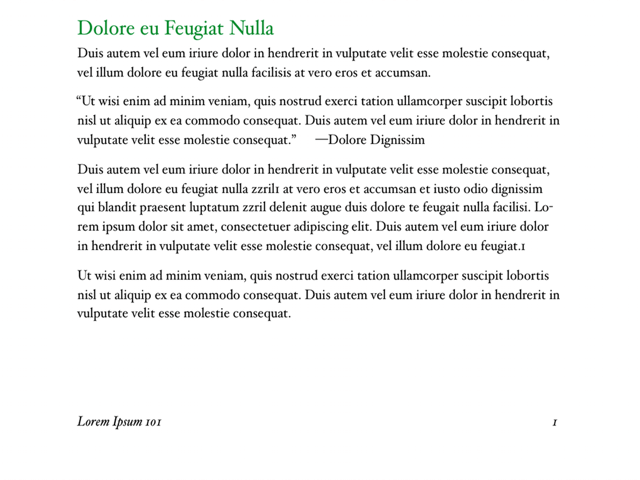 Dolore eu Feugiat Nulla
Duis autem vel eum iriure dolor in hendrerit in vulputate velit esse molestie consequat,
vel illum dolore eu feugiat nulla facilisis at vero eros et accumsan.
“Ut wisi enim ad minim veniam, quis nostrud exerci tation ullamcorper suscipit lobortis
nisl ut aliquip ex ea commodo consequat. Duis autem vel eum iriure dolor in hendrerit in
vulputate velit esse molestie consequat.” —Dolore Dignissim
Duis autem vel eum iriure dolor in hendrerit in vulputate velit esse molestie consequat,
vel illum dolore eu feugiat nulla zzril1 at vero eros et accumsan et iusto odio dignissim
qui blandit praesent luptatum zzril delenit augue duis dolore te feugait nulla facilisi. Lo-
rem ipsum dolor sit amet, consectetuer adipiscing elit. Duis autem vel eum iriure dolor
in hendrerit in vulputate velit esse molestie consequat, vel illum dolore eu feugiat.1
Ut wisi enim ad minim veniam, quis nostrud exerci tation ullamcorper suscipit lobortis
nisl ut aliquip ex ea commodo consequat. Duis autem vel eum iriure dolor in hendrerit in
vulputate velit esse molestie consequat.
Lorem Ipsum 101 1